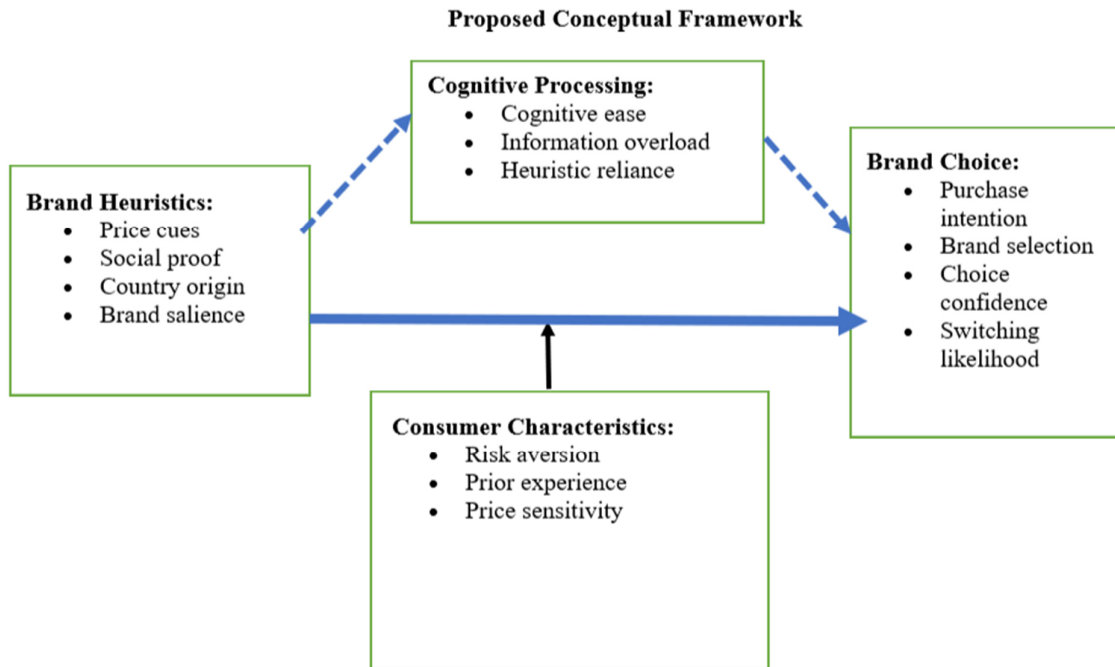 Proposed Conceptual Framework
Cognitive Processing:
• Cognitive ease
• Information overload
• Heuristic reliance
Brand Heuristics:
• Price cues
• Social proof
• Country origin
• Brand salience
Brand Choice:
• Purchase
intention
• Brand selection
• Choice
confidence
• Switching
likelihood
Consumer Characteristics:
• Risk aversion
• Prior experience
• Price sensitivity